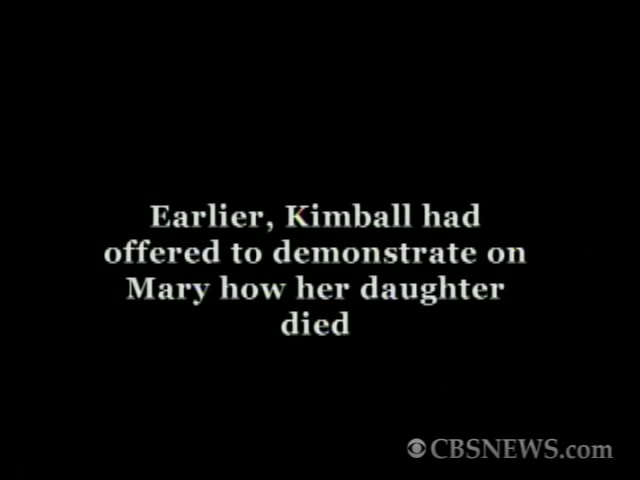 Earlier, Kimball had
offered to demonstrate on
Mary how her daughter
died
CBSNEWS.com